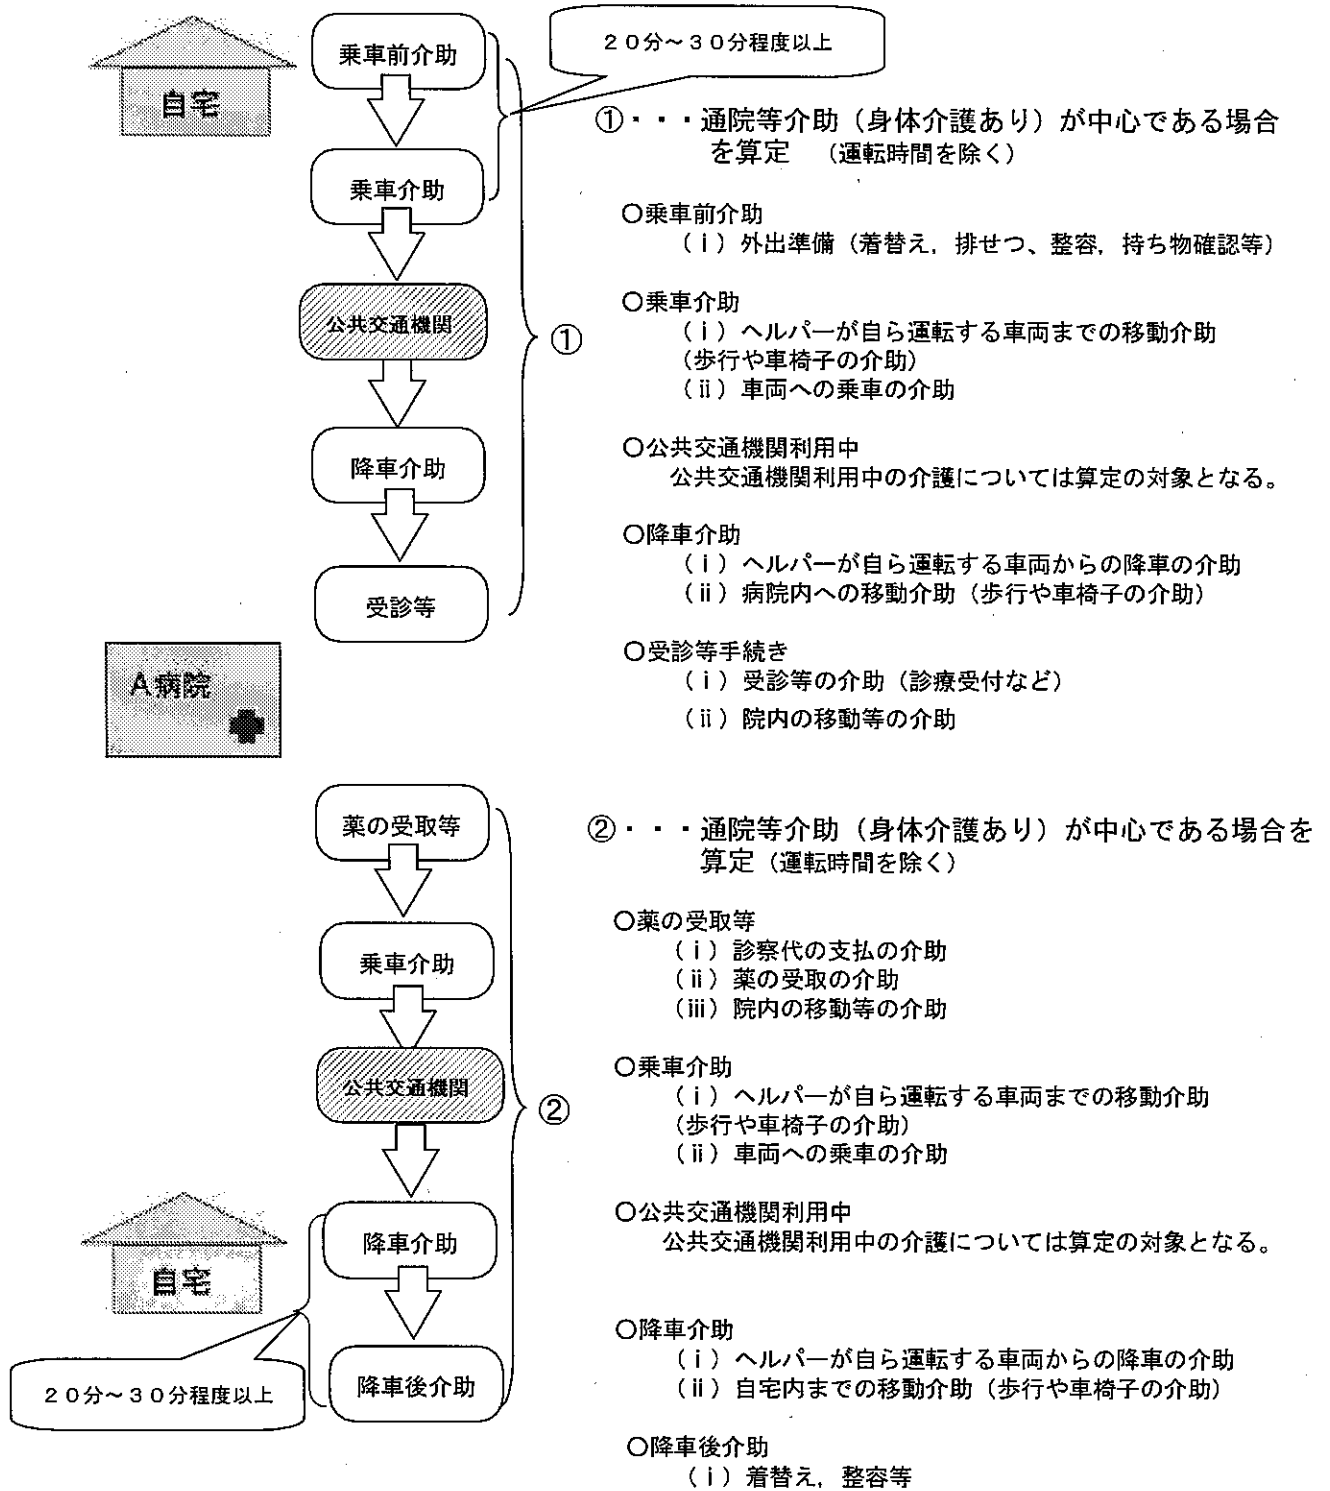 自宅
乗車前介助
乗車介助
公共交通機関
降車介助
受診等
①
２０分～３０分程度以上
①・・・通院等介助（身体介護あり）が中心である場合
を算定　（運転時間を除く）
〇乗車前介助
（ⅰ）外出準備（着替え，排せつ、整容，持ち物確認等）
〇乗車介助
（ⅰ）ヘルパーが自ら運転する車両までの移動介助
（歩行や車椅子の介助）
（ⅱ）車両への乗車の介助
〇公共交通機関利用中
公共交通機関利用中の介護については算定の対象となる。
〇降車介助
（ⅰ）ヘルパーが自ら運転する車両からの降車の介助
（ⅱ）病院内への移動介助（歩行や車椅子の介助）
〇受診等手続き
（ⅰ）受診等の介助（診療受付など）
（ⅱ）院内の移動等の介助
A病院
薬の受取等
乗車介助
公共交通機関
降車介助
降車後介助
②
自宅
２０分～３０分程度以上
②・・・通院等介助（身体介護あり）が中心である場合を
算定（運転時間を除く）
〇薬の受取等
（ⅰ）診察代の支払の介助
（ⅱ）薬の受取の介助
（ⅲ）院内の移動等の介助
〇乗車介助
（ⅰ）ヘルパーが自ら運転する車両までの移動介助
（歩行や車椅子の介助）
（ⅱ）車両への乗車の介助
〇公共交通機関利用中
公共交通機関利用中の介護については算定の対象となる。
〇降車介助
（ⅰ）ヘルパーが自ら運転する車両からの降車の介助
（ⅱ）自宅内までの移動介助（歩行や車椅子の介助）
〇降車後介助
（ⅰ）着替え，整容等